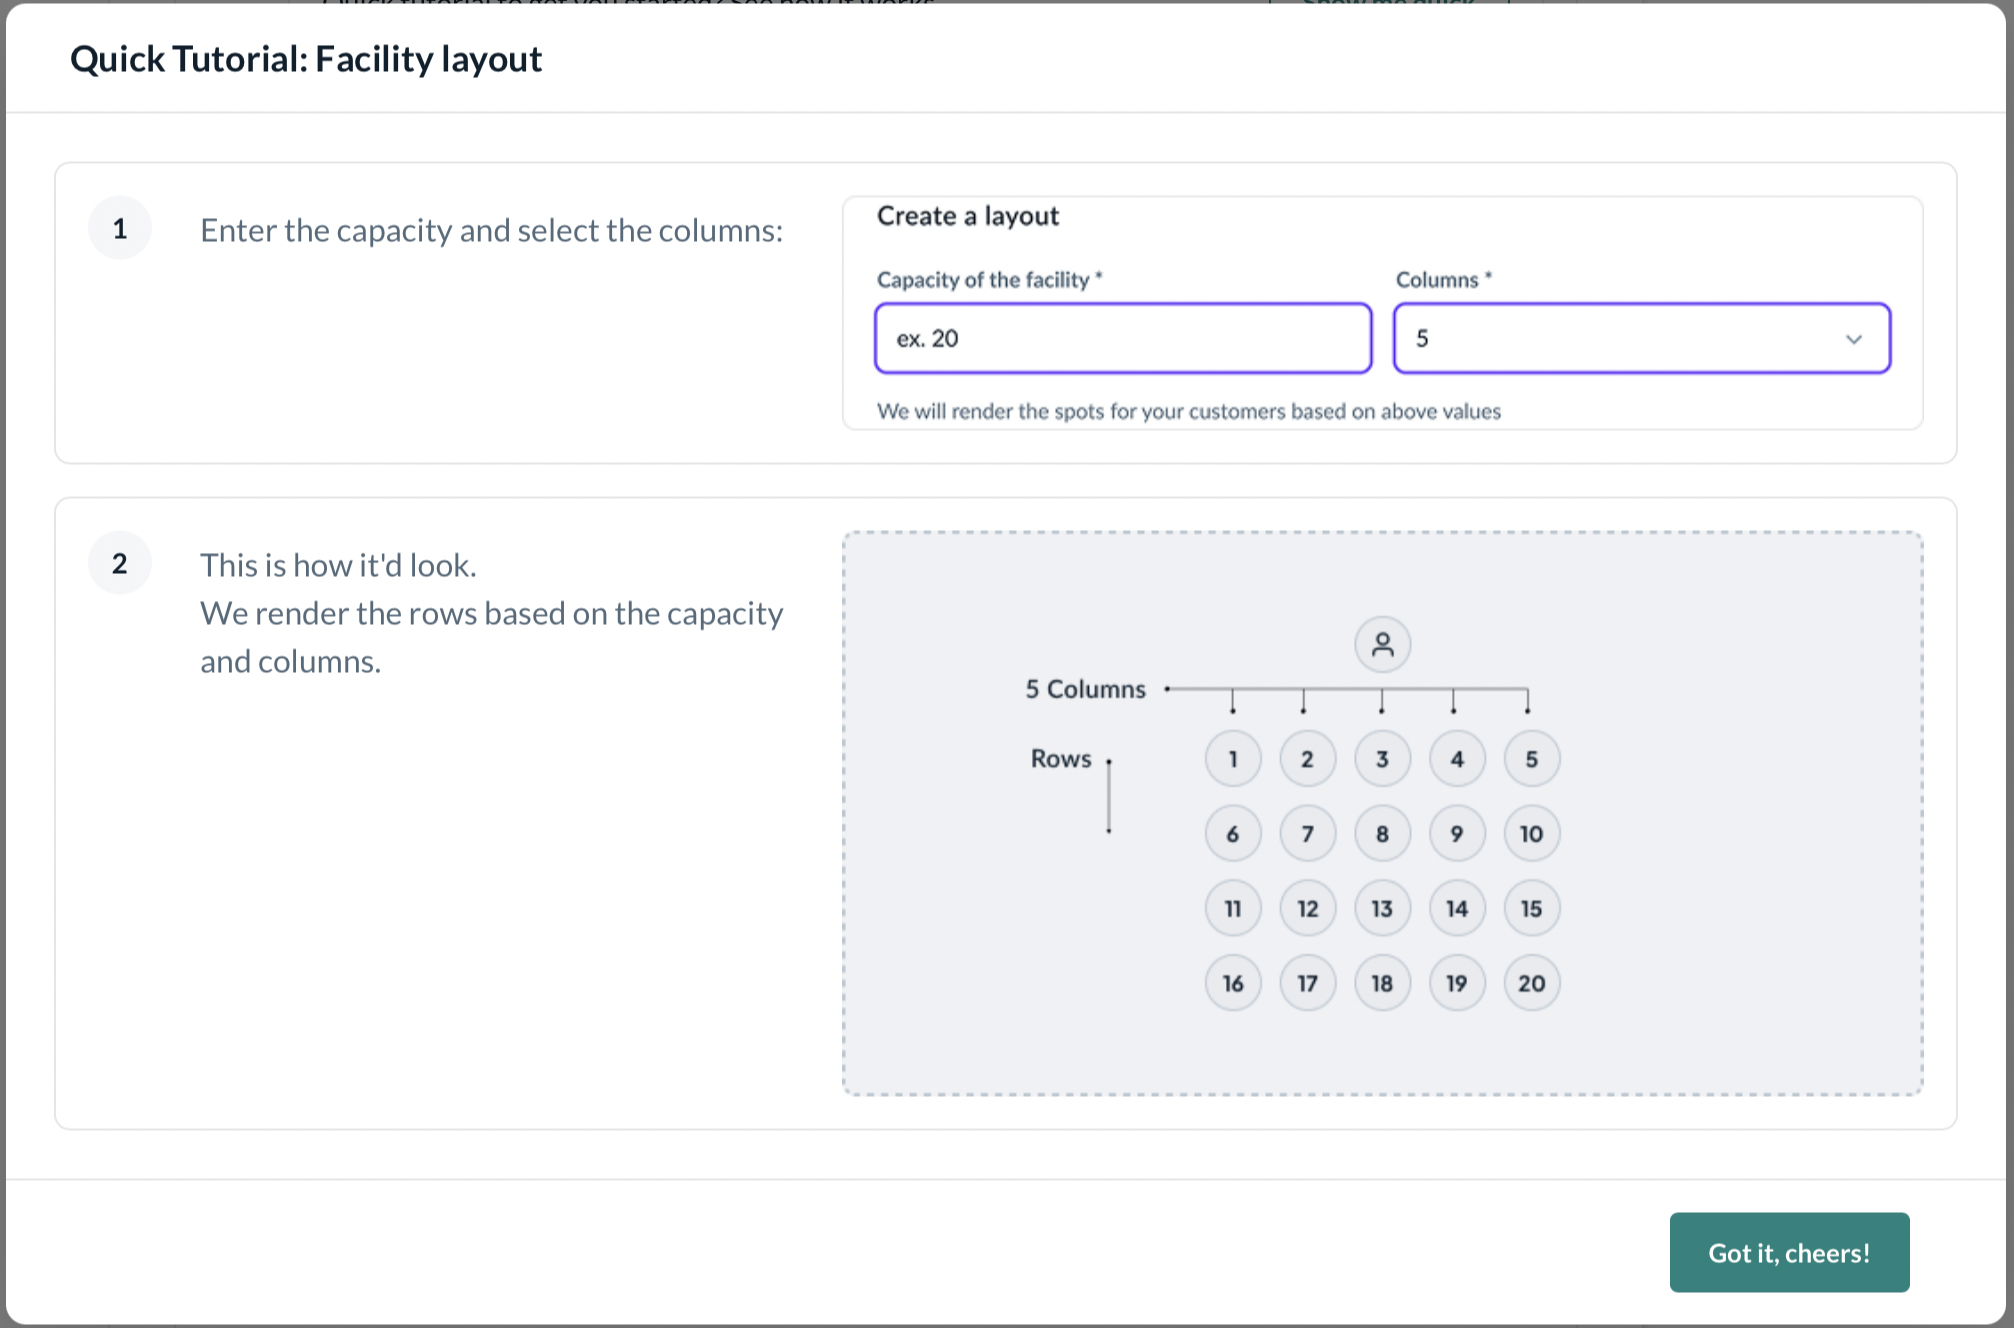 Quick Tutorial: Facility layout
1
Enter the capacity and select the columns:
Create a layout
Capacity of the facility *
Columns *
ex. 20
5
We will render the spots for your customers based on above values
2
This is how it'd look.
We render the rows based on the capacity
and columns.
5 Columns
Rows
1 2 3 4 5
6 7 8 9 10
11 12 13 14 15
16 17 18 19 20
Got it, cheers!